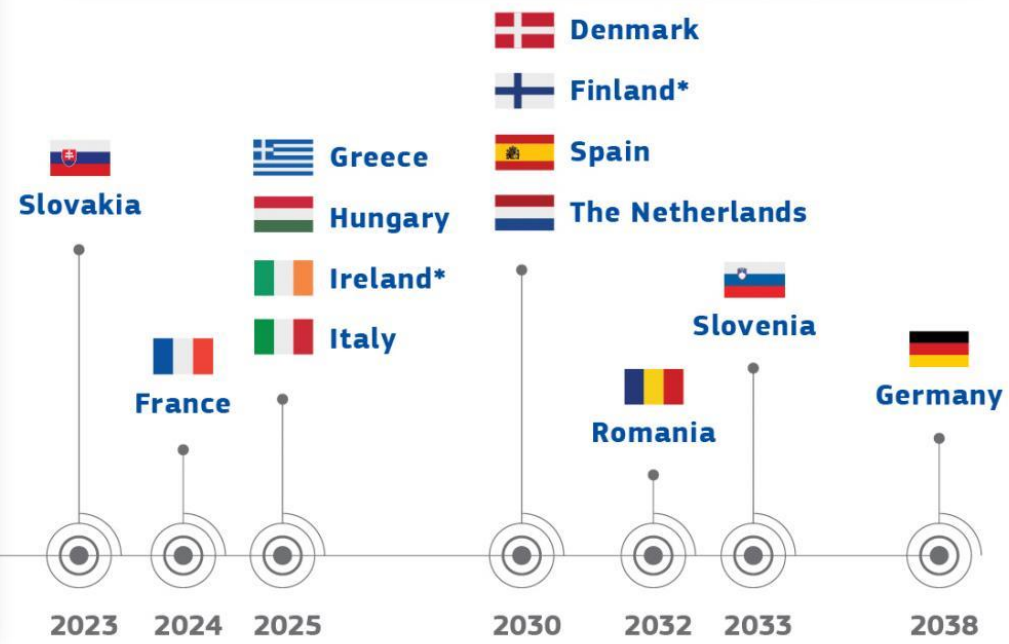 Denmark
Finland*
Spain
The Netherlands
Greece
Hungary
Ireland*
Italy
Slovakia
France
Romania
Slovenia
Germany
2023 2024 2025 2030 2032 2033 2038